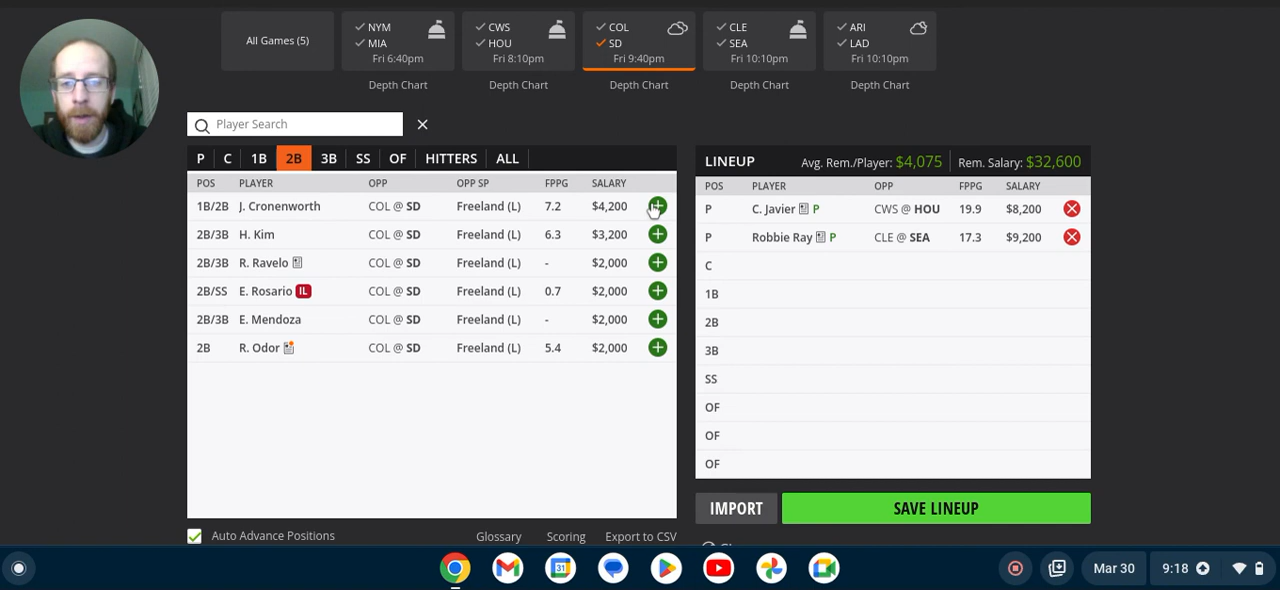 All Games (5)
NYM
MIA
Fri 6:40pm
CWS
HOU
Fri 8:10pm
COL
SD
Fri 9:40pm
CLE
SEA
Fri 10:10pm
ARI
LAD
Fri 10:10pm
Depth Chart
Depth Chart
Depth Chart
Depth Chart
Depth Chart
Player Search
P C 1B 2B 3B SS OF HITTERS ALL
POS PLAYER OPP OPP SP FPPG SALARY
1B/2B J. Cronenworth COL @ SD Freeland (L) 7.2 $4,200
2B/3B H. Kim COL @ SD Freeland (L) 6.3 $3,200
2B/3B R. Ravelo COL @ SD Freeland (L) - $2,000
2B/SS E. Rosario IL COL @ SD Freeland (L) 0.7 $2,000
2B/3B E. Mendoza COL @ SD Freeland (L) - $2,000
2B R. Odor COL @ SD Freeland (L) 5.4 $2,000
Auto Advance Positions
Glossary Scoring Export to CSV
LINEUP Avg. Rem./Player: $4,075 Rem. Salary: $32,600
POS PLAYER OPP FPPG SALARY
P C. Javier P CWS @ HOU 19.9 $8,200
P Robbie Ray P CLE @ SEA 17.3 $9,200
C
1B
2B
3B
SS
OF
OF
OF
IMPORT SAVE LINEUP
31
Mar 30 9:18